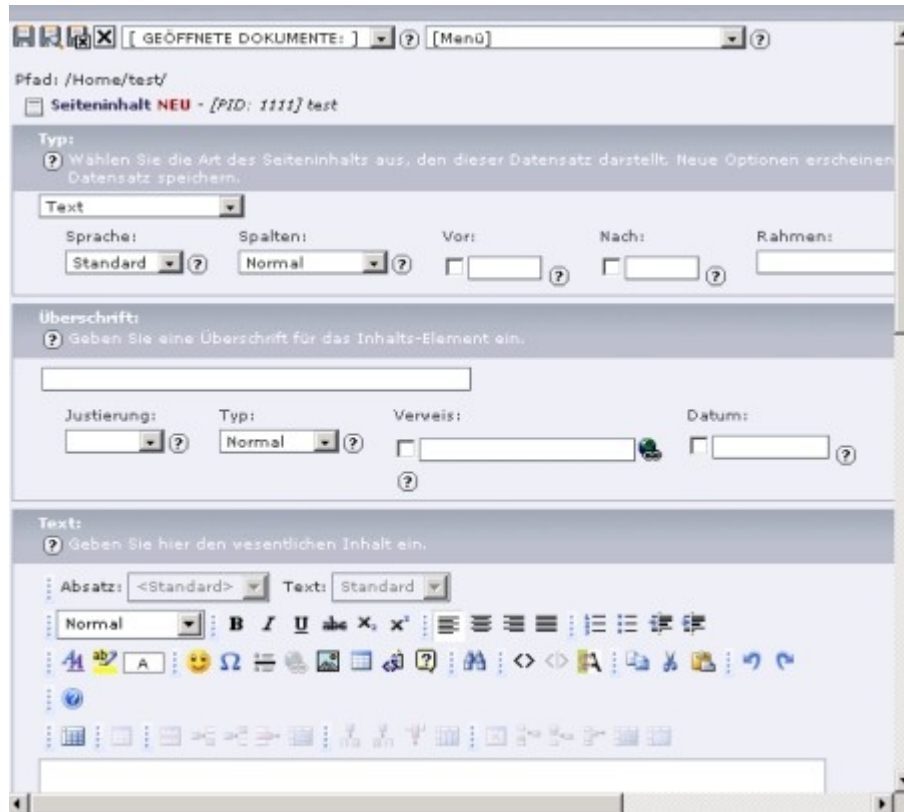 [ GEÖFFNETE DOKUMENTE: ] [Menü]
Pfad: /Home/test/
Seiteninhalt NEU - [PID: 1111] test
Typ:
Wählen Sie die Art des Seiteninhalts aus, den dieser Datensatz darstellt. Neue Optionen erscheinen
Datensatz speichern.
Text
Sprache: Spalten: Vor: Nach: Rahmen:
Standard Normal
Überschrift:
Geben Sie eine Überschrift für das Inhalts-Element ein.
Justierung: Typ: Verweis: Datum:
Normal
Text:
Geben Sie hier den wesentlichen Inhalt ein.
Absatz: <Standard> Text: Standard
Normal B I U abc x₂ x²
A Ω